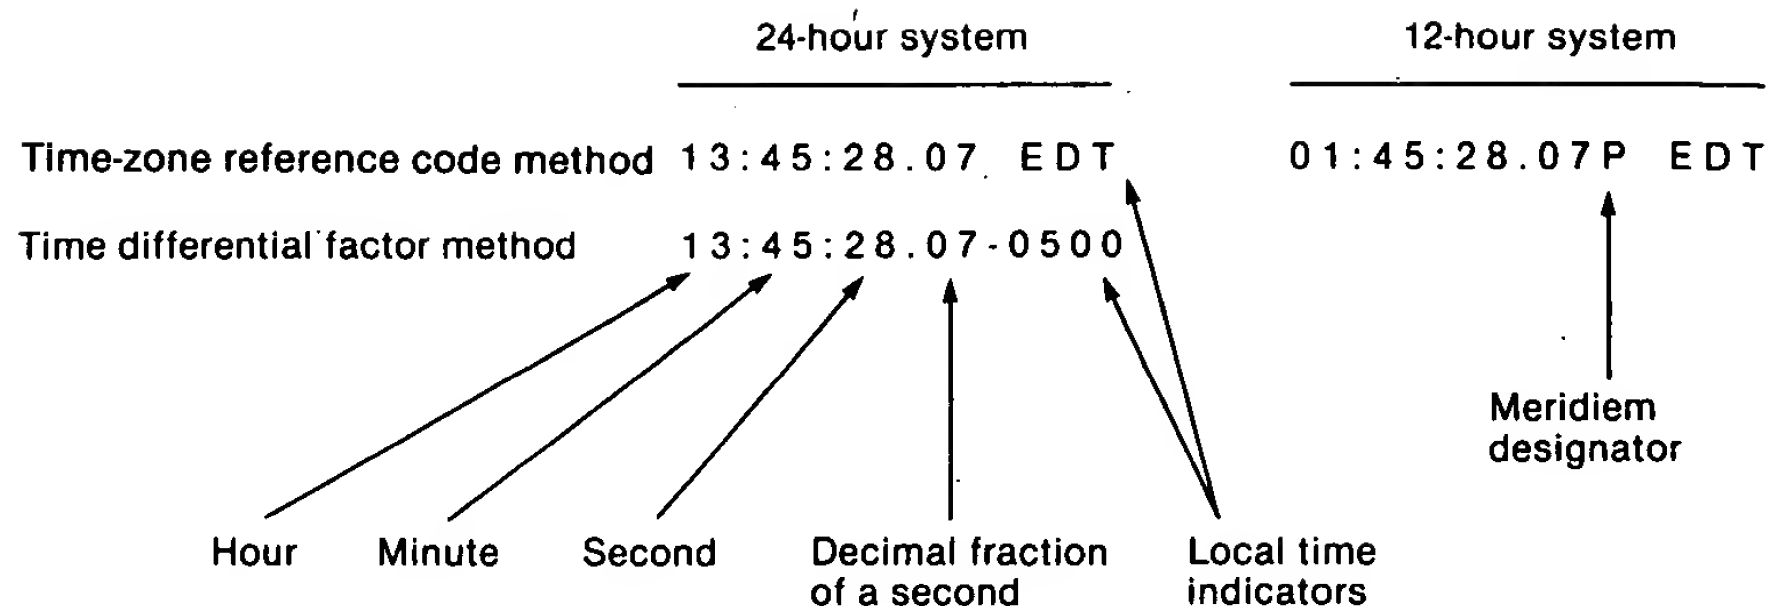 24-hour system 12-hour system
Time-zone reference code method 13:45:28.07 EDT 01:45:28.07P EDT
Time differential factor method 13:45:28.07-0500
Meridiem
designator
Hour Minute Second Decimal fraction Local time
of a second indicators